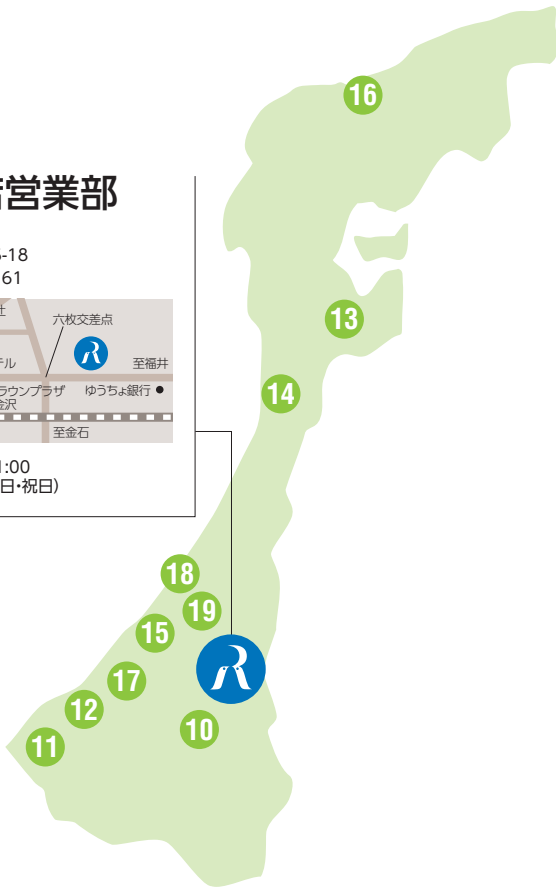 営業部
-18
61
六枚交差点
テル
至福井
ラウンプラザ
ゆうちょ銀行
金沢
至金石
:00
日・祝日）
16
13
14
18
19
15
17
12
10
11
R